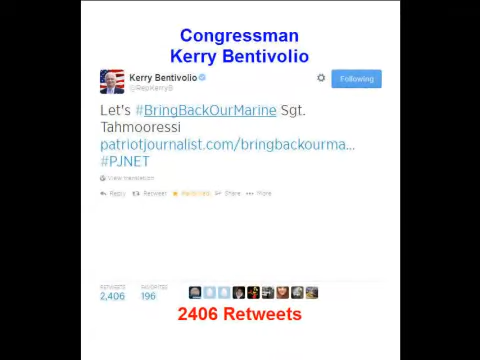 Congressman
Kerry Bentivolio
Kerry Bentivolio
@RepKerryB
Following
Let's #BringBackOurMarine Sgt.
Tahmooressi
patriotjournalist.com/bringbackourma...
#PJNET
View translation
Reply Retweet Favorited Share More
RETWEETS FAVORITES
2,406 196
2406 Retweets